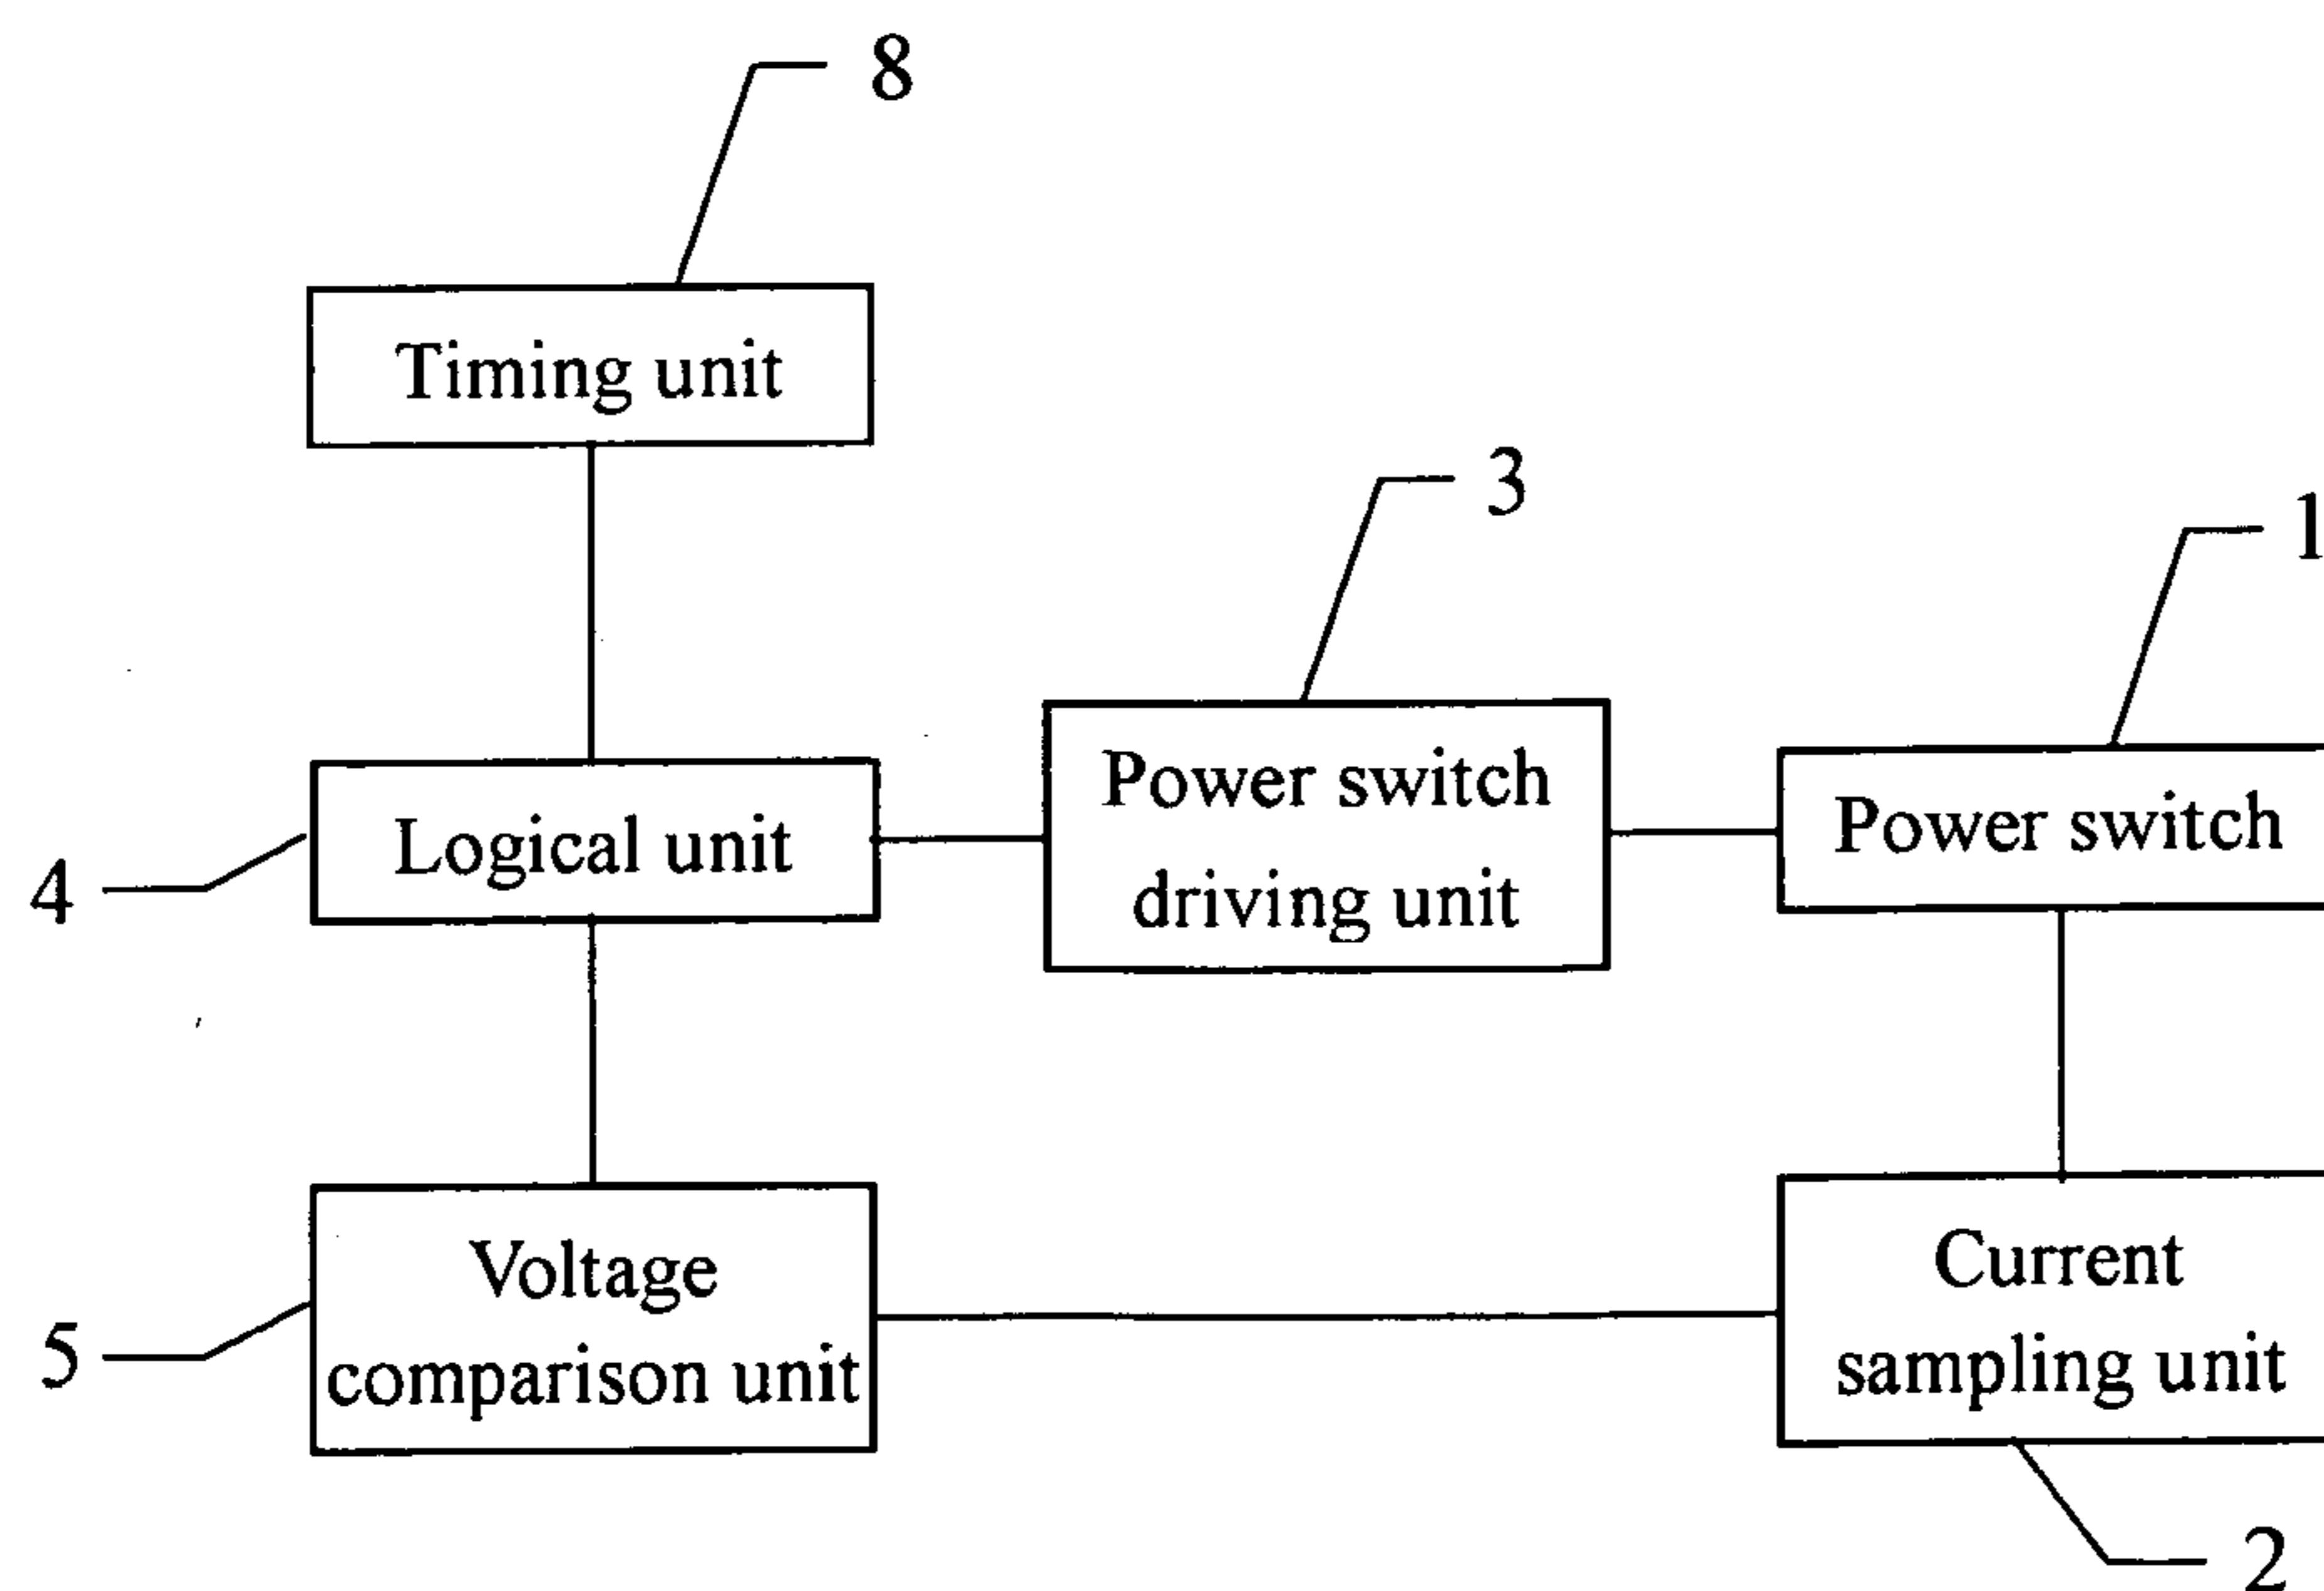 8
Timing unit
3
1
Power switch
driving unit
Power switch
Logical unit
4
Voltage
comparison unit
5
Current
sampling unit
2